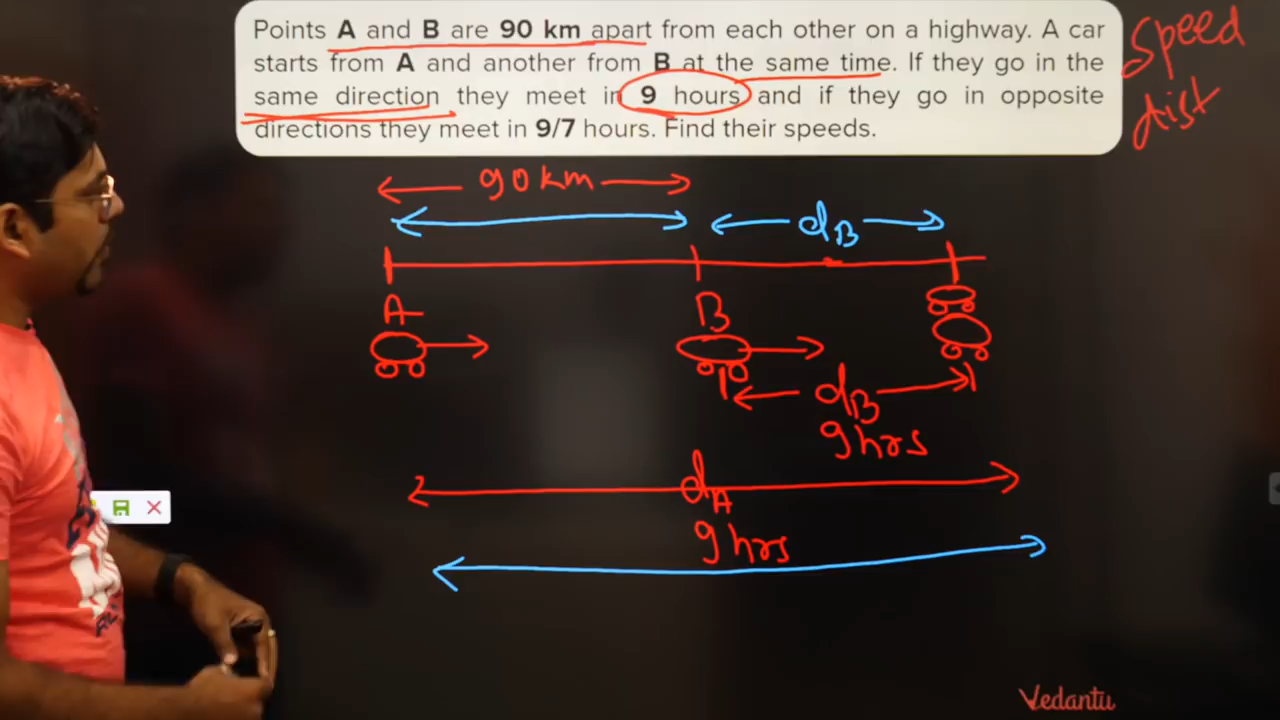 Points A and B are 90 km apart from each other on a highway. A car
starts from A and another from B at the same time. If they go in the
same direction they meet in 9 hours and if they go in opposite
directions they meet in 9/7 hours. Find their speeds.
Speed
dist
90 km
dB
A
B
dB
9 hrs
dA
9 hrs
Vedantu